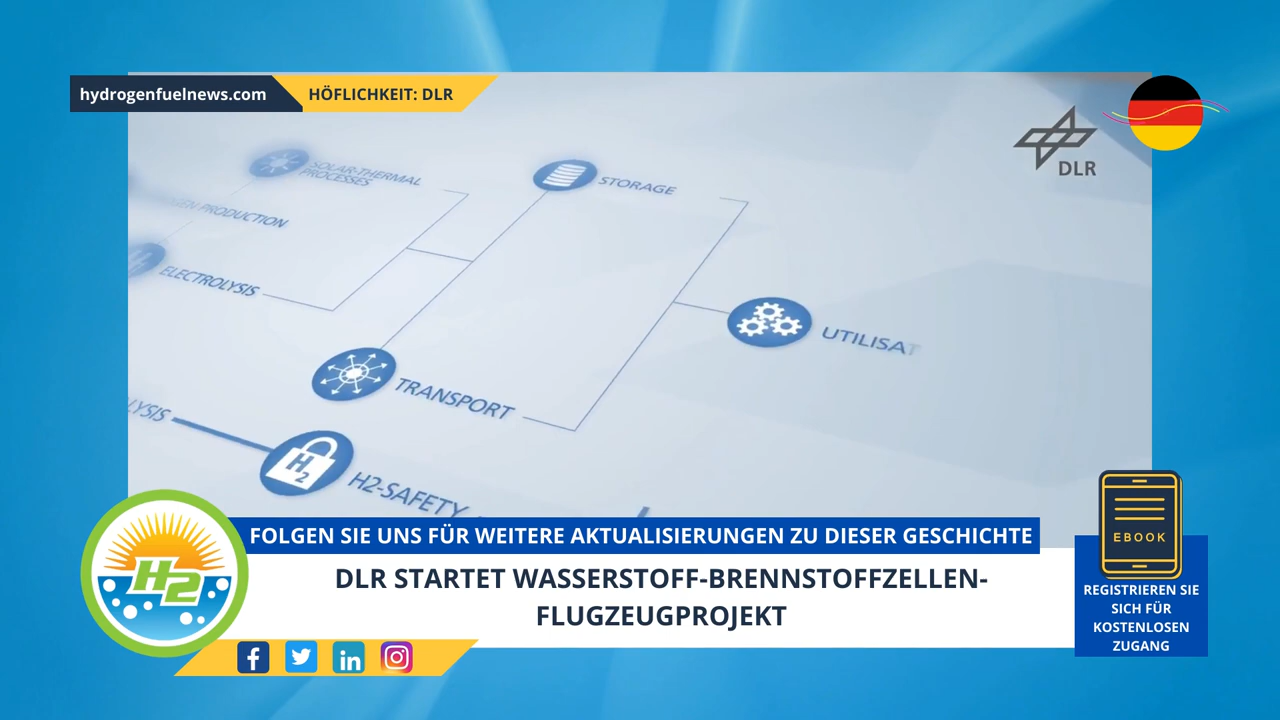 hydrogenfuelnews.com
HÖFLICHKEIT: DLR
DLR
SOLAR-THERMAL
PROCESSES
STORAGE
PRODUCTION
ELECTROLYSIS
UTILISAT
TRANSPORT
H2
H2-SAFETY
FOLGEN SIE UNS FÜR WEITERE AKTUALISIERUNGEN ZU DIESER GESCHICHTE
H2
DLR STARTET WASSERSTOFF-BRENNSTOFFZELLEN-
FLUGZEUGPROJEKT
EBOOK
REGISTRIEREN SIE
SICH FÜR
KOSTENLOSEN
ZUGANG